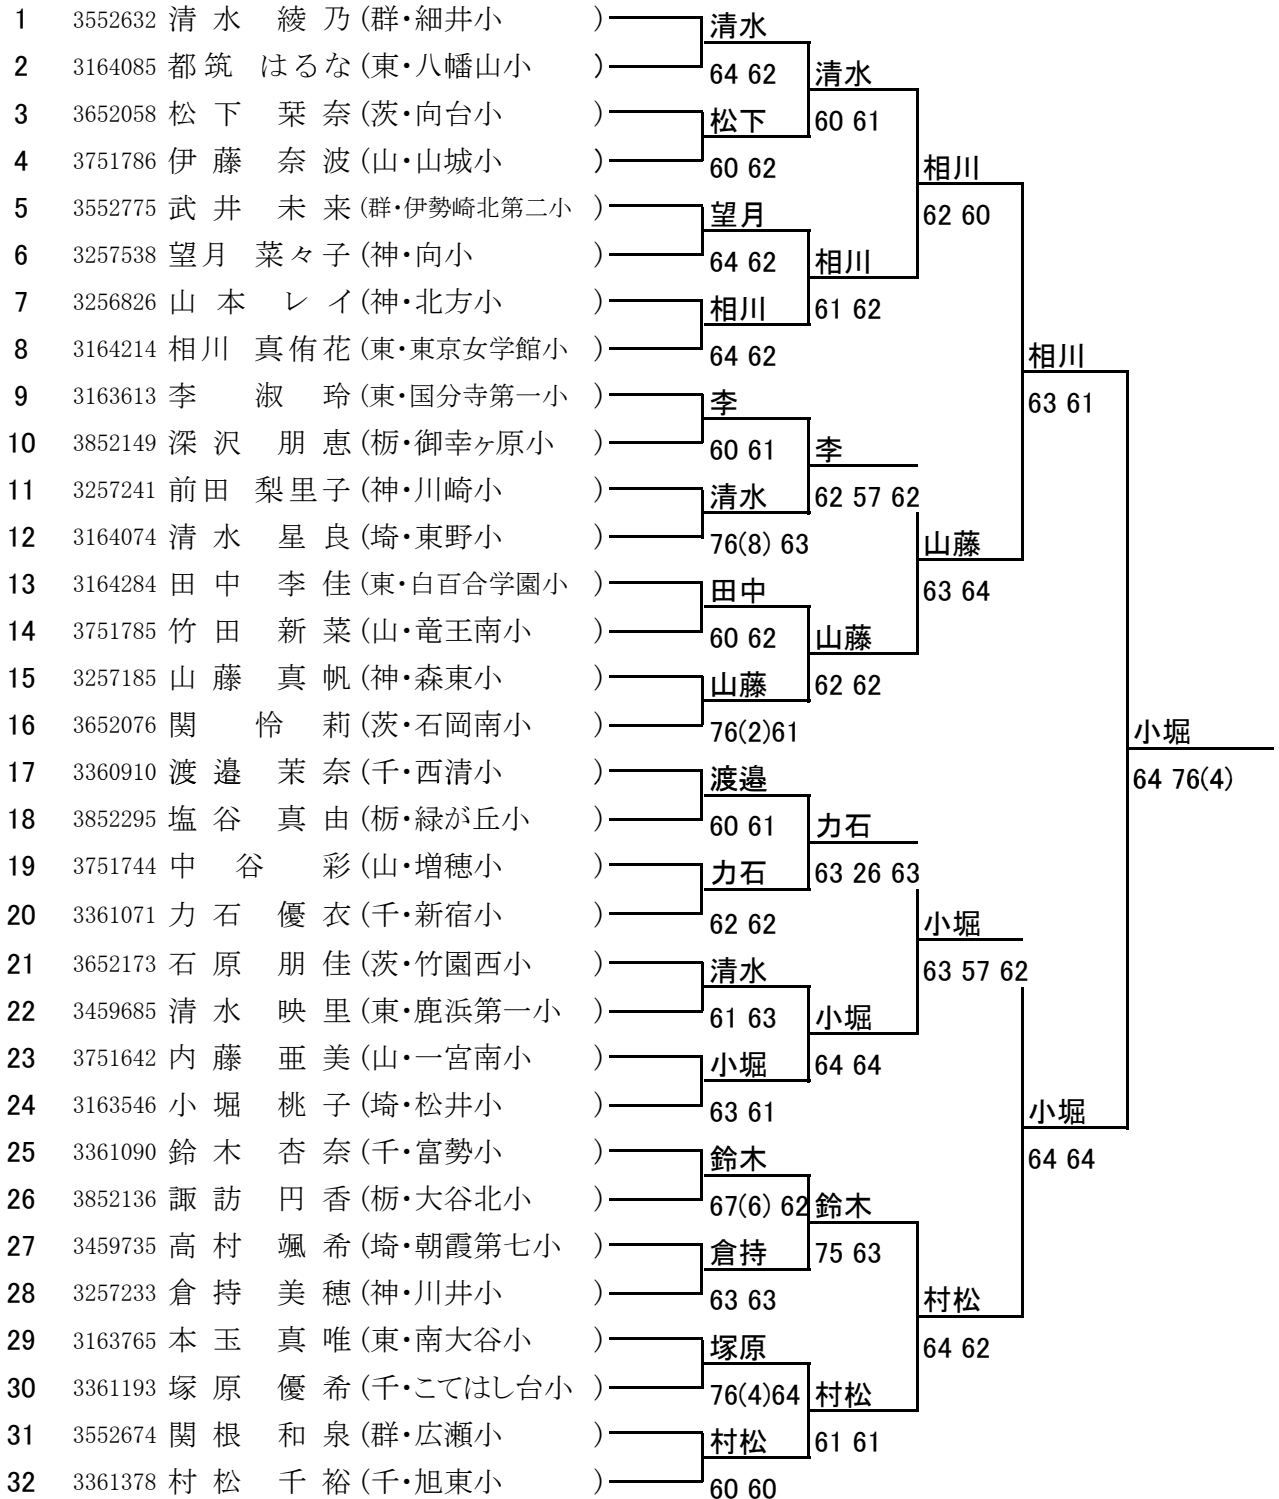 1 3552632 清 水 綾 乃 (群・細井小 )
清水
2 3164085 都 筑 はるな (東・八幡山小 )
64 62
清水
3 3652058 松 下 栞 奈 (茨・向台小 )
松下
60 61
4 3751786 伊 藤 奈 波 (山・山城小 )
60 62
相川
5 3552775 武 井 未 来 (群・伊勢崎北第二小 )
望月
62 60
6 3257538 望月 菜々子 (神・向小 )
64 62
相川
7 3256826 山 本 レ イ (神・北方小 )
相川
61 62
8 3164214 相川 真侑花 (東・東京女学館小 )
64 62
相川
9 3163613 李 淑 玲 (東・国分寺第一小 )
李
63 61
10 3852149 深 沢 朋 恵 (栃・御幸ヶ原小 )
60 61
李
11 3257241 前田 梨里子 (神・川崎小 )
清水
62 57 62
12 3164074 清 水 星 良 (埼・東野小 )
76(8) 63
山藤
13 3164284 田 中 李 佳 (東・白百合学園小 )
田中
63 64
14 3751785 竹 田 新 菜 (山・竜王南小 )
60 62
山藤
15 3257185 山 藤 真 帆 (神・森東小 )
山藤
62 62
16 3652076 関 怜 莉 (茨・石岡南小 )
76(2)61
小堀
17 3360910 渡 邉 茉 奈 (千・西清小 )
渡邉
64 76(4)
18 3852295 塩 谷 真 由 (栃・緑が丘小 )
60 61
力石
19 3751744 中 谷 彩 (山・増穂小 )
力石
63 26 63
20 3361071 力 石 優 衣 (千・新宿小 )
62 62
小堀
21 3652173 石 原 朋 佳 (茨・竹園西小 )
清水
63 57 62
22 3459685 清 水 映 里 (東・鹿浜第一小 )
61 63
小堀
23 3751642 内 藤 亜 美 (山・一宮南小 )
小堀
64 64
24 3163546 小 堀 桃 子 (埼・松井小 )
63 61
小堀
25 3361090 鈴 木 杏 奈 (千・富勢小 )
鈴木
64 64
26 3852136 諏 訪 円 香 (栃・大谷北小 )
67(6) 62
鈴木
27 3459735 高 村 颯 希 (埼・朝霞第七小 )
倉持
75 63
28 3257233 倉 持 美 穂 (神・川井小 )
63 63
村松
29 3163765 本 玉 真 唯 (東・南大谷小 )
塚原
64 62
30 3361193 塚 原 優 希 (千・こてはし台小 )
76(4)64
村松
31 3552674 関 根 和 泉 (群・広瀬小 )
村松
61 61
32 3361378 村 松 千 裕 (千・旭東小 )
60 60